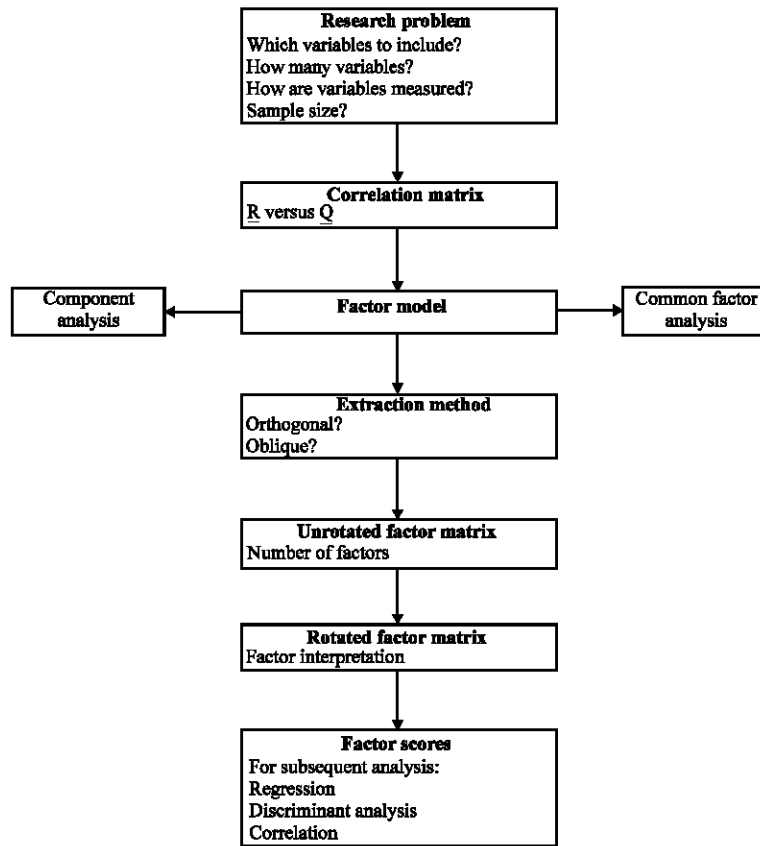 Research problem
Which variables to include?
How many variables?
How are variables measured?
Sample size?
Correlation matrix
R versus Q
Component
analysis
Factor model
Common factor
analysis
Extraction method
Orthogonal?
Oblique?
Unrotated factor matrix
Number of factors
Rotated factor matrix
Factor interpretation
Factor scores
For subsequent analysis:
Regression
Discriminant analysis
Correlation